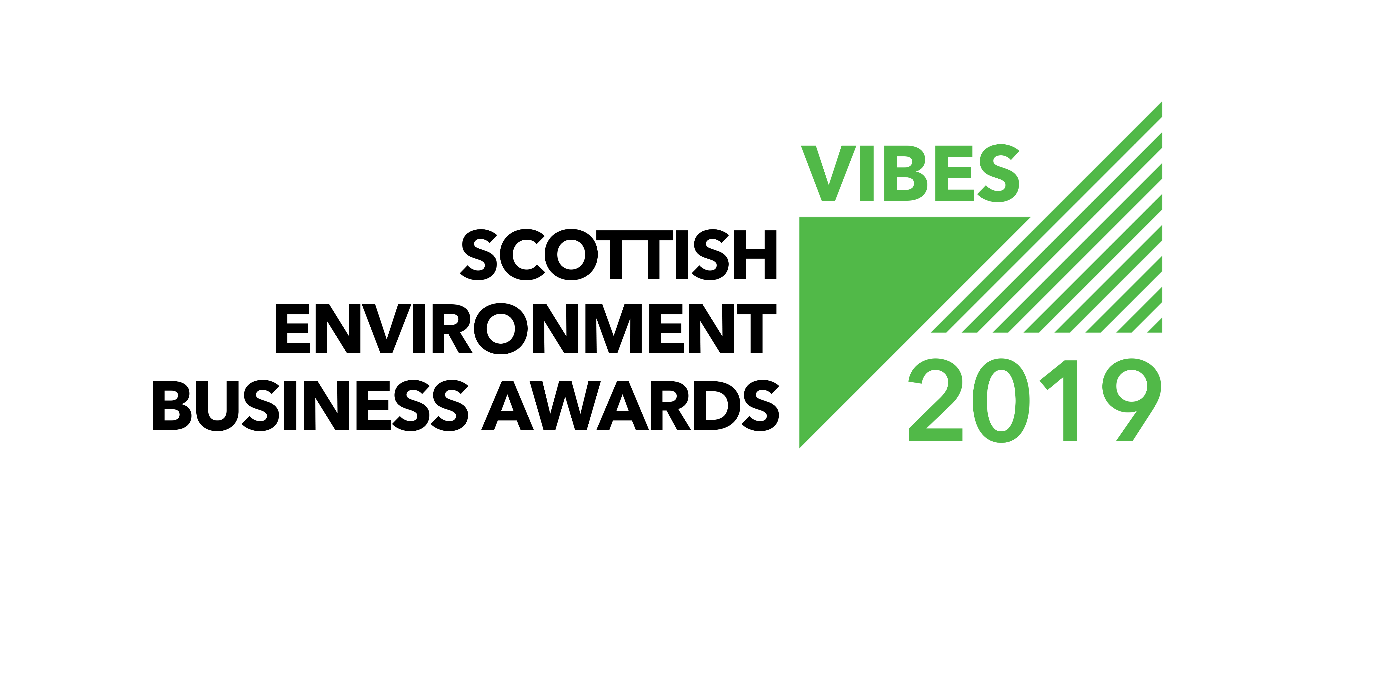 VIBES
SCOTTISH
ENVIRONMENT
BUSINESS AWARDS
2019